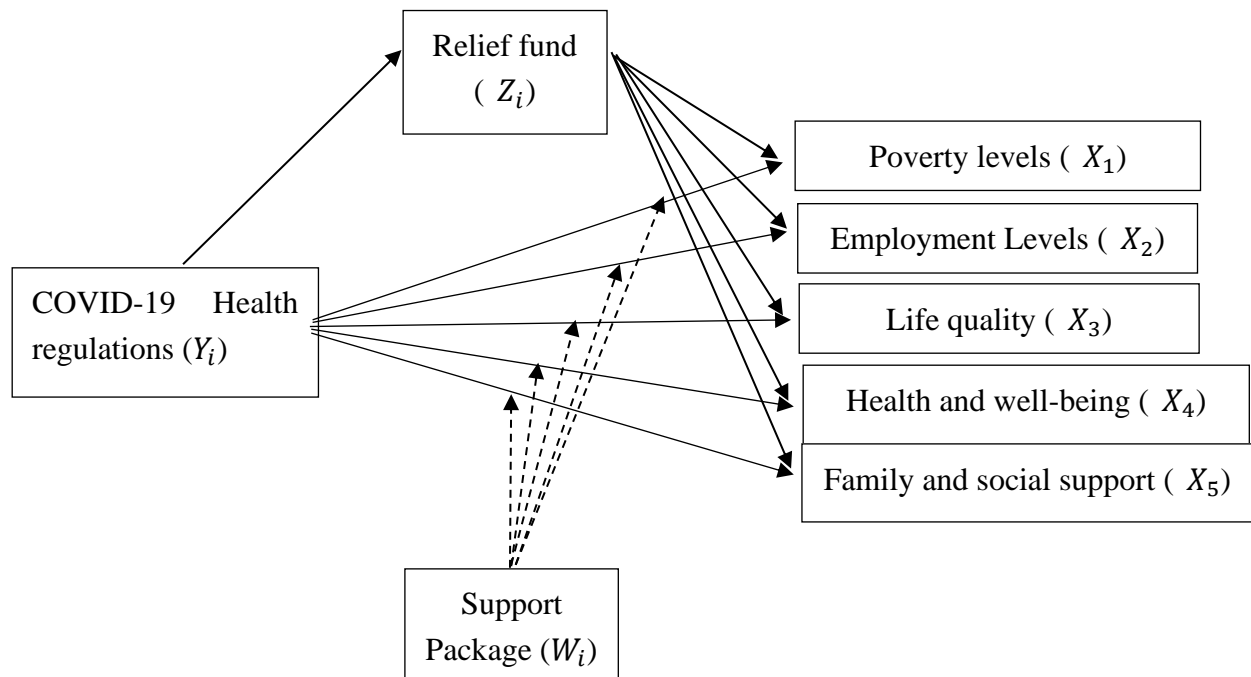 Relief fund
( Z_i)
Poverty levels ( X_1)
Employment Levels ( X_2)
COVID-19 Health
regulations (Y_i)
Life quality ( X_3)
Health and well-being ( X_4)
Family and social support ( X_5)
Support
Package (W_i)